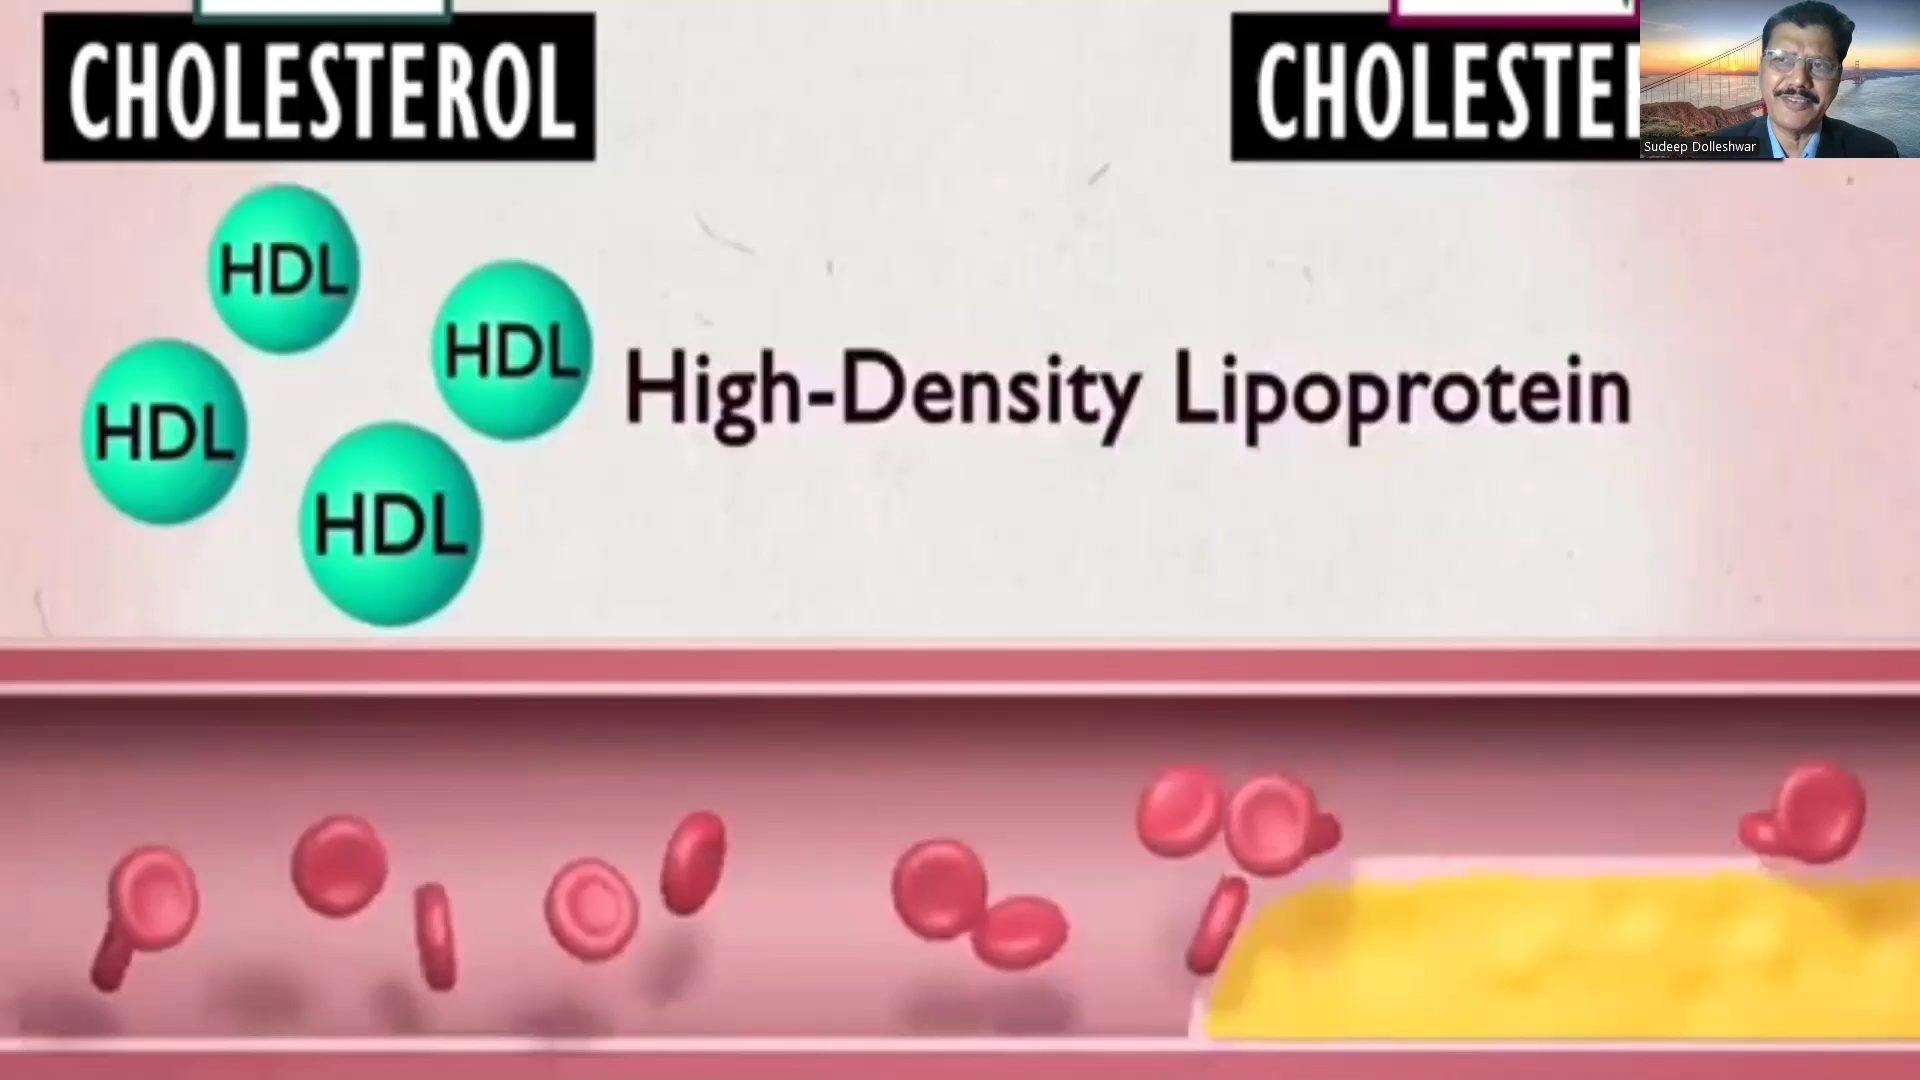 CHOLESTEROL
CHOLESTE
Sudeep Dolleshwar
HDL
HDL
High-Density Lipoprotein
HDL
HDL